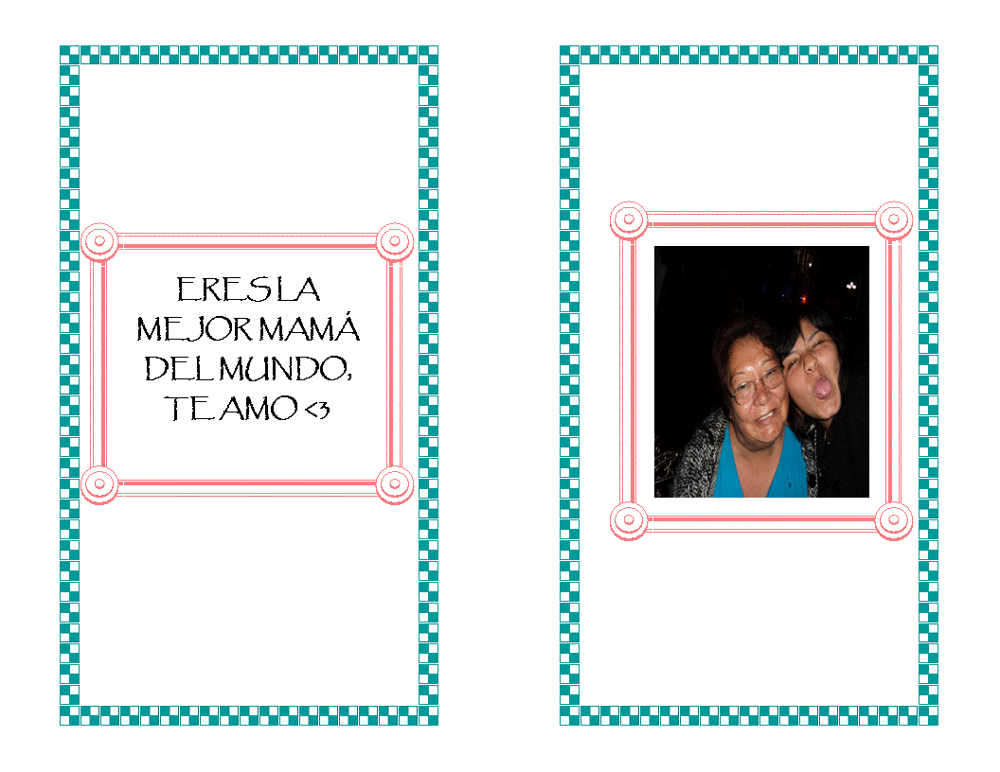 ERES LA
MEJOR MAMÁ
DEL MUNDO,
TE AMO <3